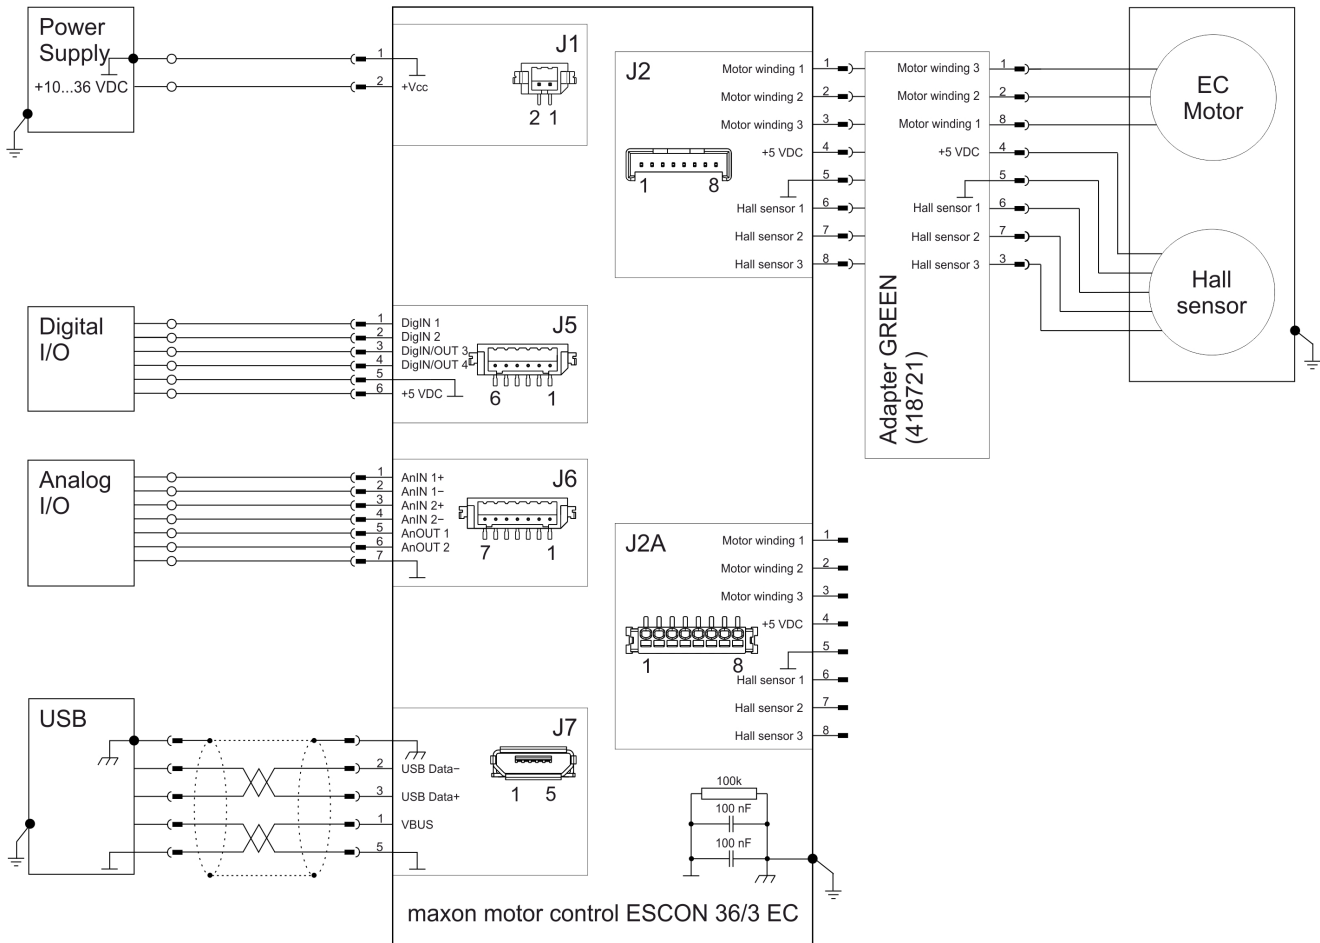 Power
Supply
+10...36 VDC
1
2
+Vcc
J1
2 1
Digital
I/O
1
2
3
4
5
6
DigIN 1
DigIN 2
DigIN/OUT 3
DigIN/OUT 4
+5 VDC
J5
6 1
Analog
I/O
1
2
3
4
5
6
7
AnIN 1+
AnIN 1−
AnIN 2+
AnIN 2−
AnOUT 1
AnOUT 2
J6
7 1
USB
2
3
1
5
USB Data−
USB Data+
VBUS
J7
1 5
J2
1 8
Motor winding 1 1
Motor winding 2 2
Motor winding 3 3
+5 VDC 4
5
Hall sensor 1 6
Hall sensor 2 7
Hall sensor 3 8
Adapter GREEN
(418721)
Motor winding 3 1
Motor winding 2 2
Motor winding 1 8
+5 VDC 4
5
Hall sensor 1 6
Hall sensor 2 7
Hall sensor 3 3
EC
Motor
Hall
sensor
J2A
1 8
Motor winding 1 1
Motor winding 2 2
Motor winding 3 3
+5 VDC 4
5
Hall sensor 1 6
Hall sensor 2 7
Hall sensor 3 8
100k
100 nF
100 nF
maxon motor control ESCON 36/3 EC